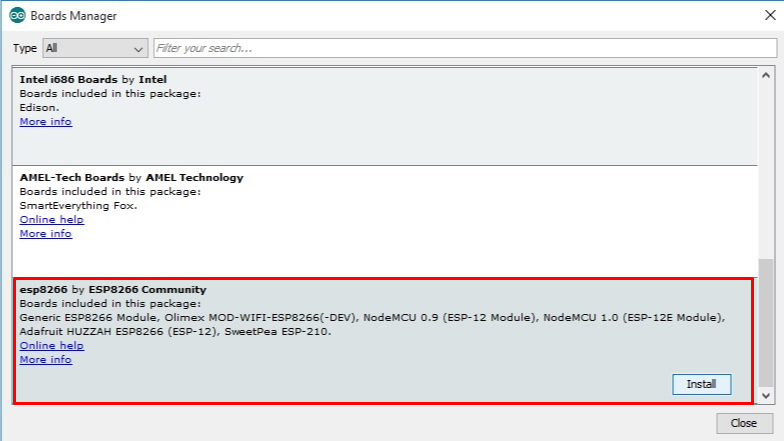 Boards Manager
Type All Filter your search...
Intel i686 Boards by Intel
Boards included in this package:
Edison.
More info
AMEL-Tech Boards by AMEL Technology
Boards included in this package:
SmartEverything Fox.
Online help
More info
esp8266 by ESP8266 Community
Boards included in this package:
Generic ESP8266 Module, Olimex MOD-WIFI-ESP8266(-DEV), NodeMCU 0.9 (ESP-12 Module), NodeMCU 1.0 (ESP-12E Module),
Adafruit HUZZAH ESP8266 (ESP-12), SweetPea ESP-210.
Online help
More info
Install
Close